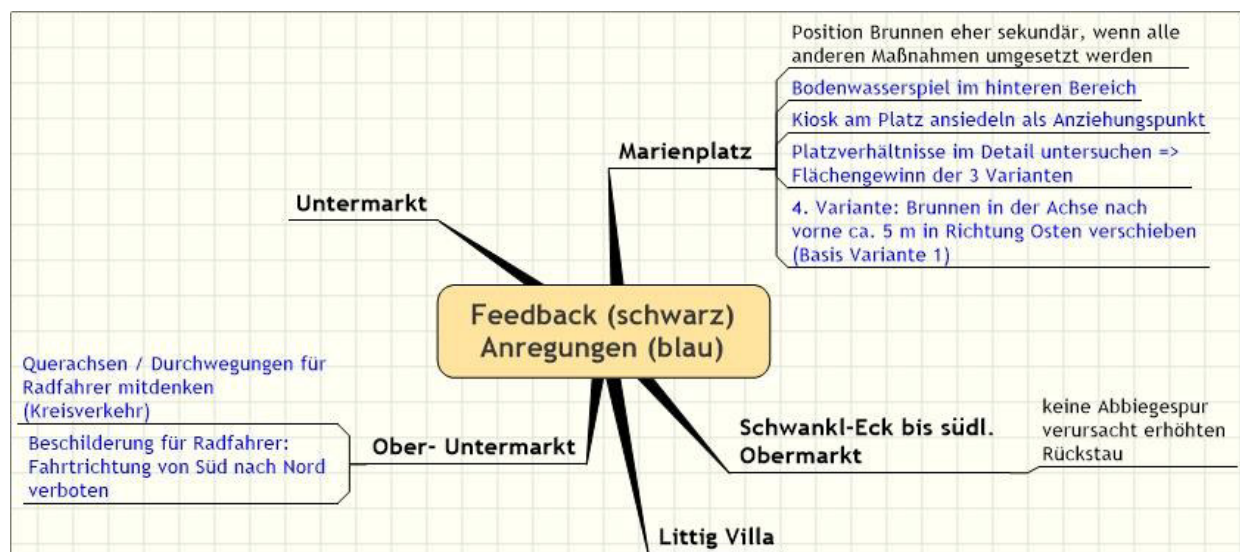 Position Brunnen eher sekundär, wenn alle
anderen Maßnahmen umgesetzt werden
Bodenwasserspiel im hinteren Bereich
Kiosk am Platz ansiedeln als Anziehungspunkt
Marienplatz
Platzverhältnisse im Detail untersuchen =>
Flächengewinn der 3 Varianten
4. Variante: Brunnen in der Achse nach
vorne ca. 5 m in Richtung Osten verschieben
(Basis Variante 1)
Untermarkt
Feedback (schwarz)
Anregungen (blau)
Querachsen / Durchwegungen für
Radfahrer mitdenken
(Kreisverkehr)
Beschilderung für Radfahrer:
Fahrtrichtung von Süd nach Nord
verboten
Ober- Untermarkt
Schwankl-Eck bis südl.
Obermarkt
keine Abbiegespur
verursacht erhöhten
Rückstau
Littig Villa